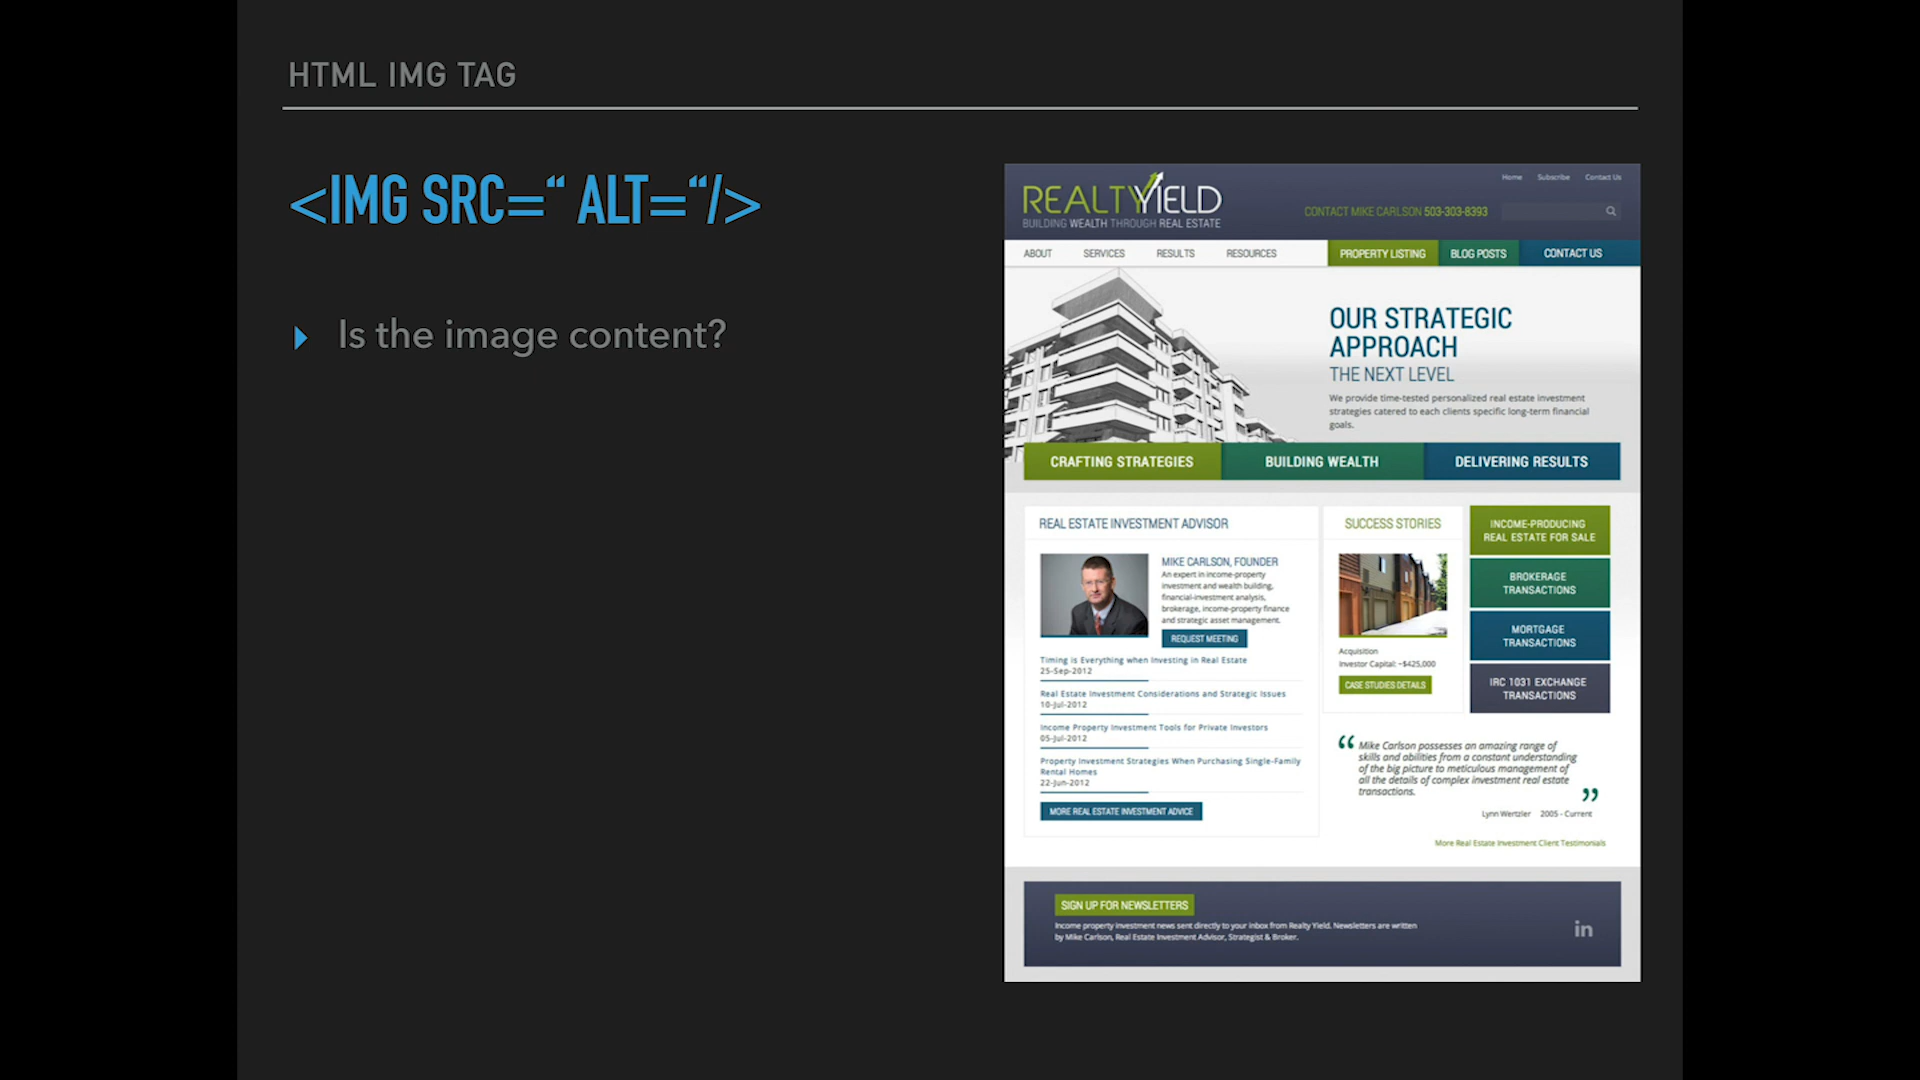 HTML IMG TAG
<IMG SRC=“ ALT=“/>
Is the image content?
Home Subscribe Contact Us
REALTYYIELD
BUILDING WEALTH THROUGH REAL ESTATE
CONTACT MIKE CARLSON 503-303-8393
ABOUT SERVICES RESULTS RESOURCES PROPERTY LISTING BLOG POSTS CONTACT US
OUR STRATEGIC
APPROACH
THE NEXT LEVEL
We provide time-tested personalized real estate investment
strategies catered to each clients specific long-term financial
goals.
CRAFTING STRATEGIES BUILDING WEALTH DELIVERING RESULTS
REAL ESTATE INVESTMENT ADVISOR
MIKE CARLSON, FOUNDER
An expert in income-property
investment and wealth building,
financial-investment analysis,
brokerage, income-property finance
and strategic asset management.
REQUEST MEETING
Timing is Everything when Investing in Real Estate
25-Sep-2012
Real Estate Investment Considerations and Strategic Issues
10-Jul-2012
Income Property Investment Tools for Private Investors
05-Jul-2012
Property Investment Strategies When Purchasing Single-Family
Rental Homes
22-Jun-2012
MORE REAL ESTATE INVESTMENT ADVICE
SUCCESS STORIES
Acquisition
Investor Capital: ~$425,000
CASE STUDIES DETAILS
INCOME-PRODUCING
REAL ESTATE FOR SALE
BROKERAGE
TRANSACTIONS
MORTGAGE
TRANSACTIONS
IRC 1031 EXCHANGE
TRANSACTIONS
“ Mike Carlson possesses an amazing range of
skills and abilities from a constant understanding
of the big picture to meticulous management of
all the details of complex investment real estate
transactions. ”
Lynn Wertzler 2005 - Current
More Real Estate Investment Client Testimonials
SIGN UP FOR NEWSLETTERS
Income property investment news sent directly to your inbox from Realty Yield. Newsletters are written
by Mike Carlson, Real Estate Investment Advisor, Strategist & Broker.
in